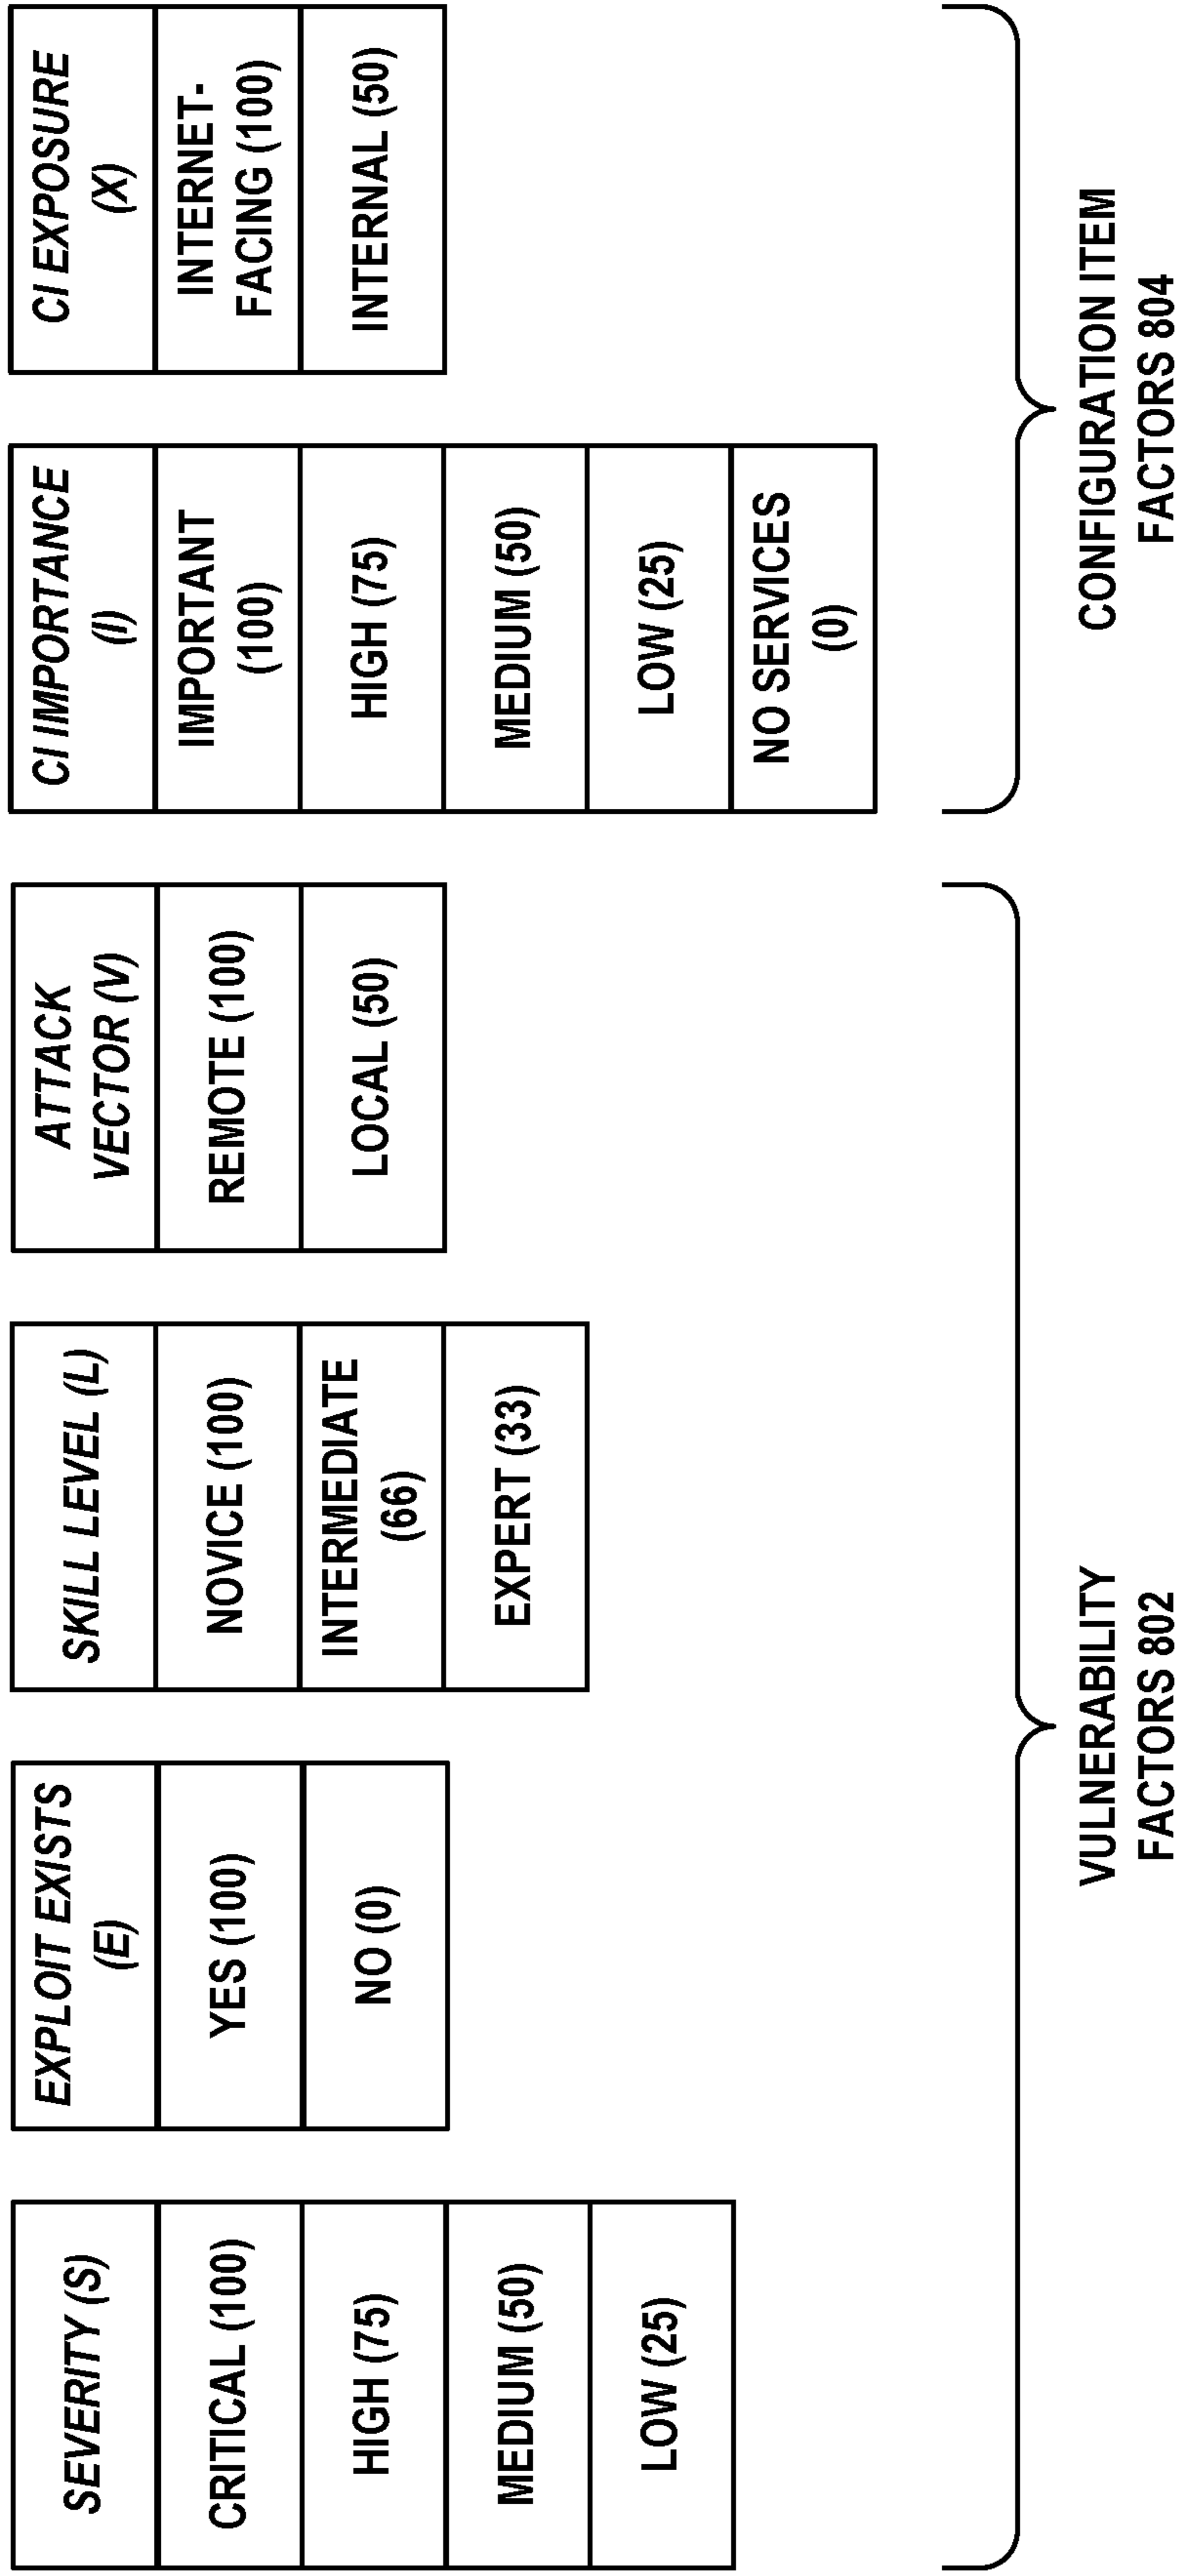 SEVERITY (S)
CRITICAL (100)
HIGH (75)
MEDIUM (50)
LOW (25)
EXPLOIT EXISTS
(E)
YES (100)
NO (0)
SKILL LEVEL (L)
NOVICE (100)
INTERMEDIATE
(66)
EXPERT (33)
ATTACK
VECTOR (V)
REMOTE (100)
LOCAL (50)
CI IMPORTANCE
(I)
IMPORTANT
(100)
HIGH (75)
MEDIUM (50)
LOW (25)
NO SERVICES
(0)
CI EXPOSURE
(X)
INTERNET-
FACING (100)
INTERNAL (50)
VULNERABILITY
FACTORS 802
CONFIGURATION ITEM
FACTORS 804